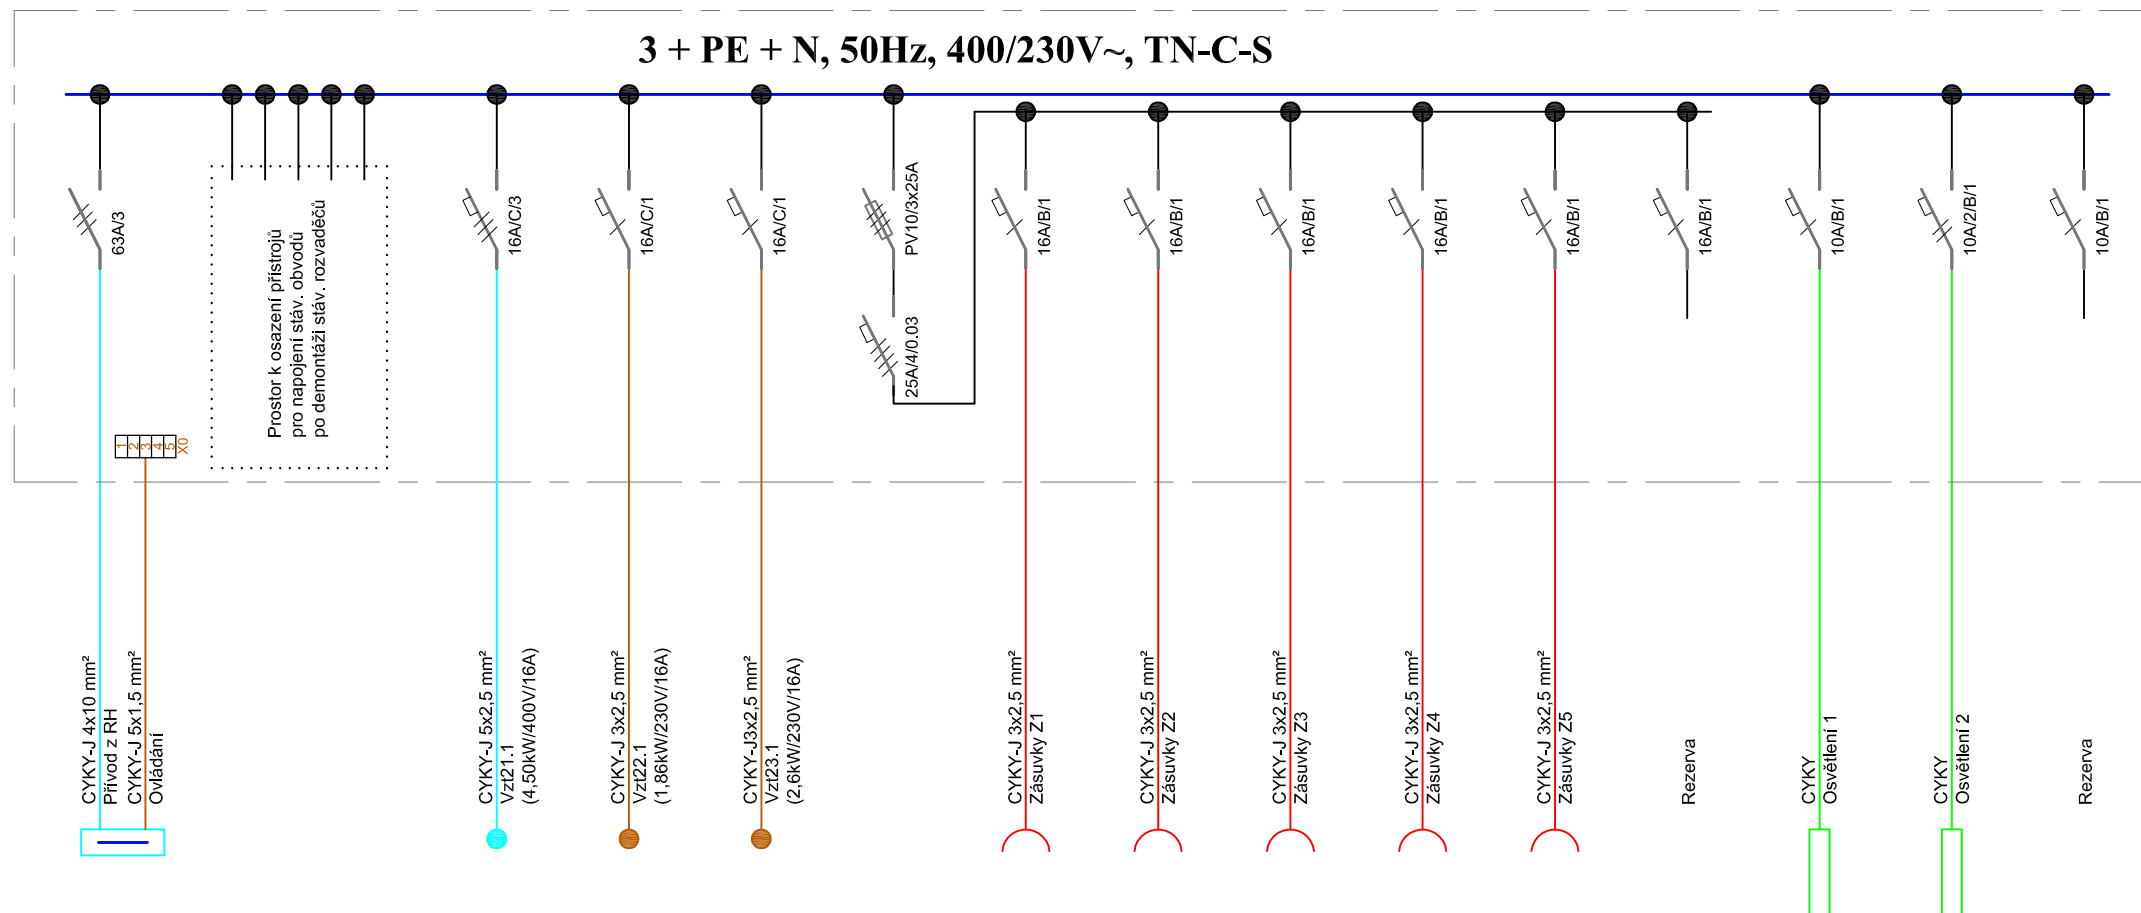 3 + PE + N, 50Hz, 400/230V~, TN-C-S
63A/3
Prostor k osazení přístrojů
pro napojení stáv. obvodů
po demontáži stáv. rozvaděčů
16A/C/3
16A/C/1
16A/C/1
PV10/3x25A
25A/4/0.03
16A/B/1
16A/B/1
16A/B/1
16A/B/1
16A/B/1
16A/B/1
10A/B/1
10A/2/B/1
10A/B/1
1
2
3
4
5
X0
CYKY-J 4x10 mm²
Přívod z RH
CYKY-J 5x1,5 mm²
Ovládání
CYKY-J 5x2,5 mm²
Vzt21.1
(4,50kW/400V/16A)
CYKY-J 3x2,5 mm²
Vzt22.1
(1,86kW/230V/16A)
CYKY-J3x2,5 mm²
Vzt23.1
(2,6kW/230V/16A)
CYKY-J 3x2,5 mm²
Zásuvky Z1
CYKY-J 3x2,5 mm²
Zásuvky Z2
CYKY-J 3x2,5 mm²
Zásuvky Z3
CYKY-J 3x2,5 mm²
Zásuvky Z4
CYKY-J 3x2,5 mm²
Zásuvky Z5
Rezerva
CYKY
Osvětlení 1
CYKY
Osvětlení 2
Rezerva